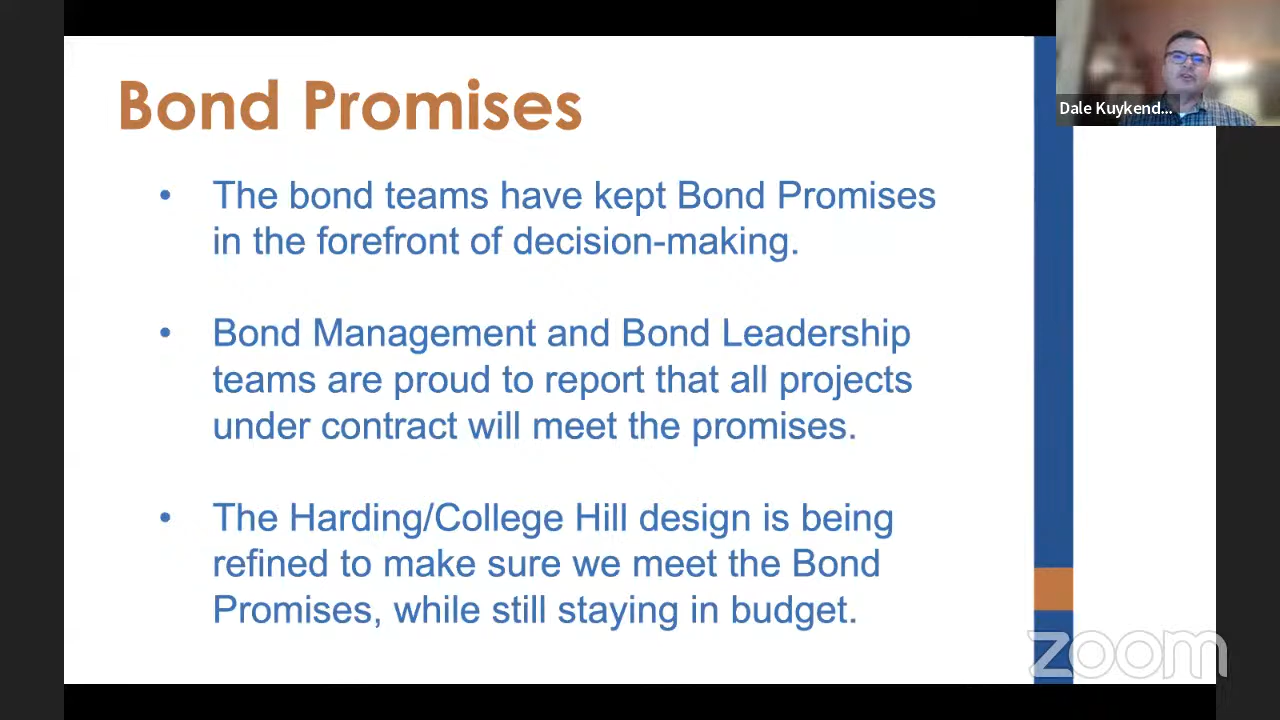 Bond Promises
• The bond teams have kept Bond Promises
in the forefront of decision-making.
• Bond Management and Bond Leadership
teams are proud to report that all projects
under contract will meet the promises.
• The Harding/College Hill design is being
refined to make sure we meet the Bond
Promises, while still staying in budget.
Dale Kuykend...
zoom